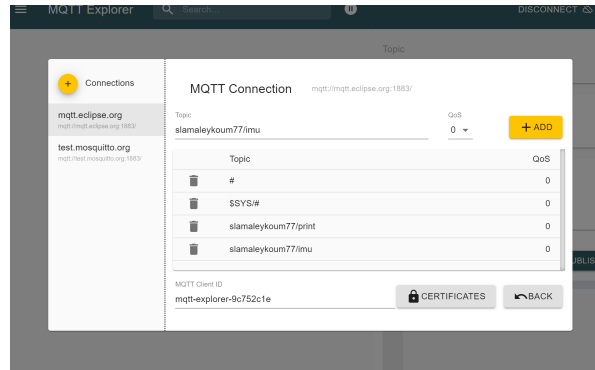 MQTT Explorer
Search...
DISCONNECT
Topic
Connections
mqtt.eclipse.org
mqtt://mqtt.eclipse.org:1883/
test.mosquitto.org
mqtt://test.mosquitto.org:1883/
MQTT Connection mqtt://mqtt.eclipse.org:1883/
Topic
QoS
slamaleykoum77/imu
0
+ ADD
Topic QoS
# 0
$SYS/# 0
slamaleykoum77/print 0
slamaleykoum77/imu 0
MQTT Client ID
mqtt-explorer-9c752c1e
CERTIFICATES
BACK